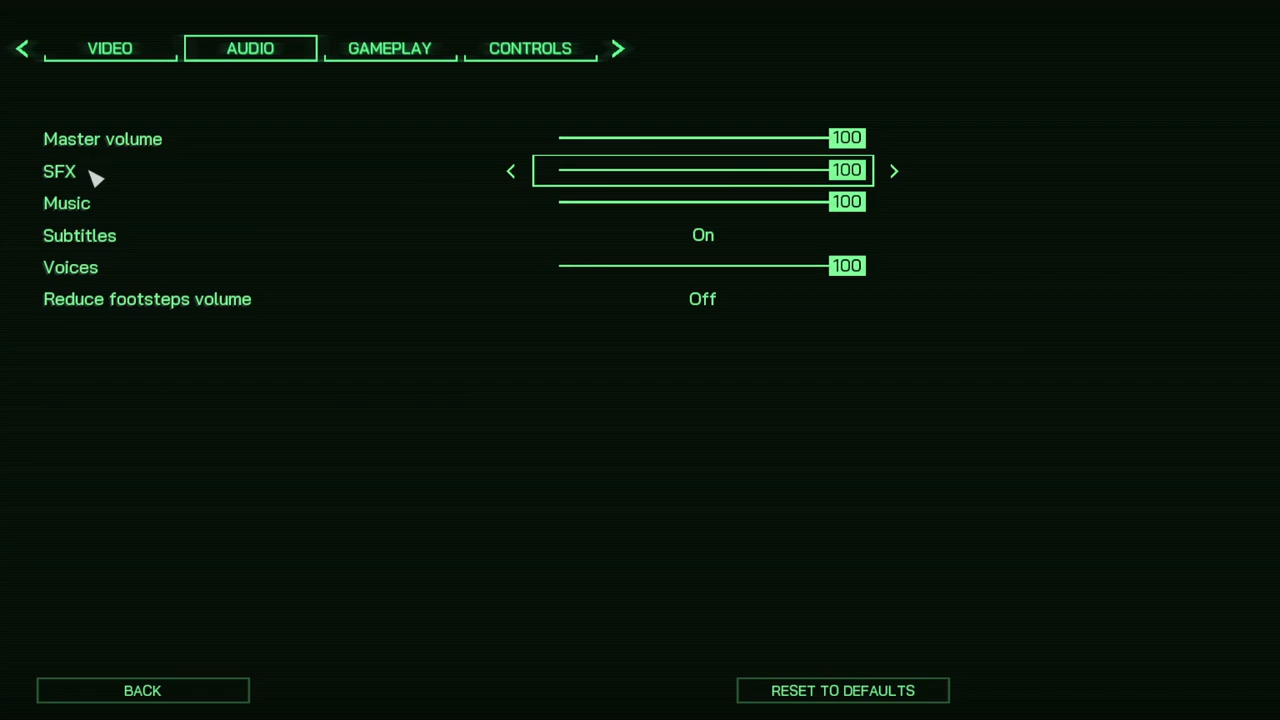 VIDEO AUDIO GAMEPLAY CONTROLS
Master volume 100
SFX 100
Music 100
Subtitles On
Voices 100
Reduce footsteps volume Off
BACK RESET TO DEFAULTS